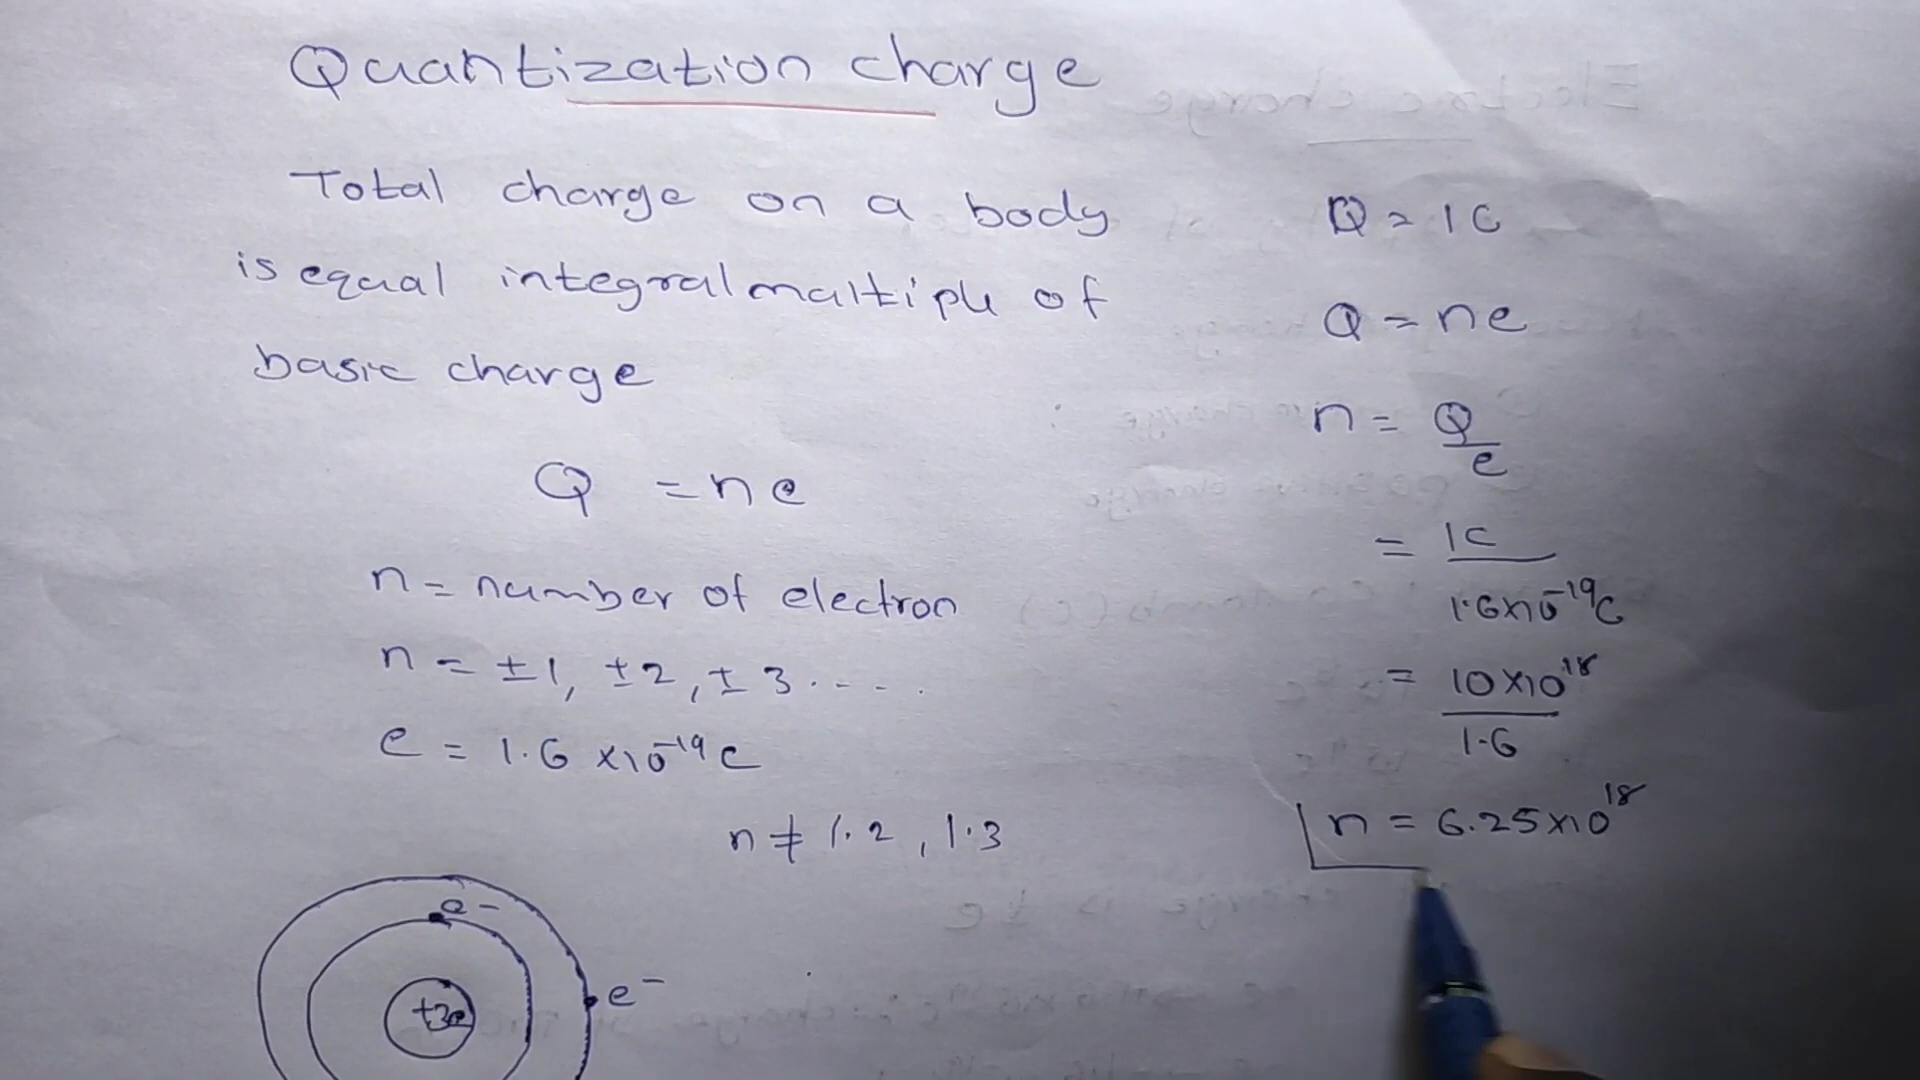 Quantization charge
Total charge on a body
is equal integral multiple of
basic charge
Q = ne
n = number of electron
n = ±1, ±2, ±3.....
e = 1.6 x10⁻¹⁹ C
n ≠ 1.2, 1.3
e-
e-
+3e
Q = 1C
Q = ne
n = Q/e
= 1C / 1.6x10⁻¹⁹C
= 10x10¹⁸ / 1.6
n = 6.25x10¹⁸